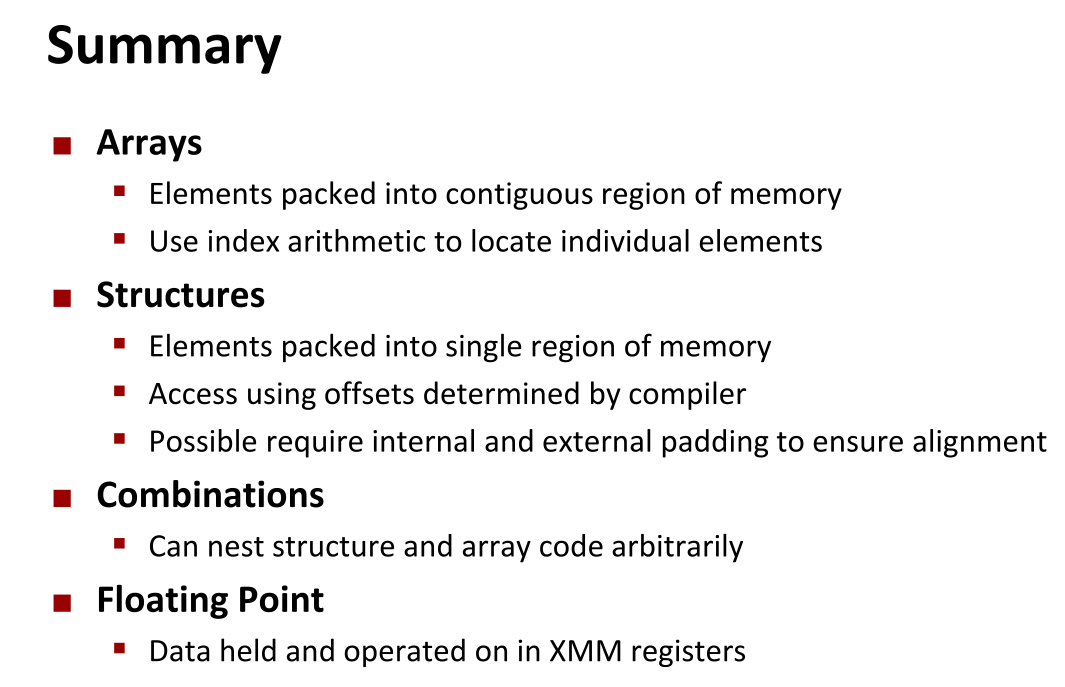 Summary
Arrays
Elements packed into contiguous region of memory
Use index arithmetic to locate individual elements
Structures
Elements packed into single region of memory
Access using offsets determined by compiler
Possible require internal and external padding to ensure alignment
Combinations
Can nest structure and array code arbitrarily
Floating Point
Data held and operated on in XMM registers